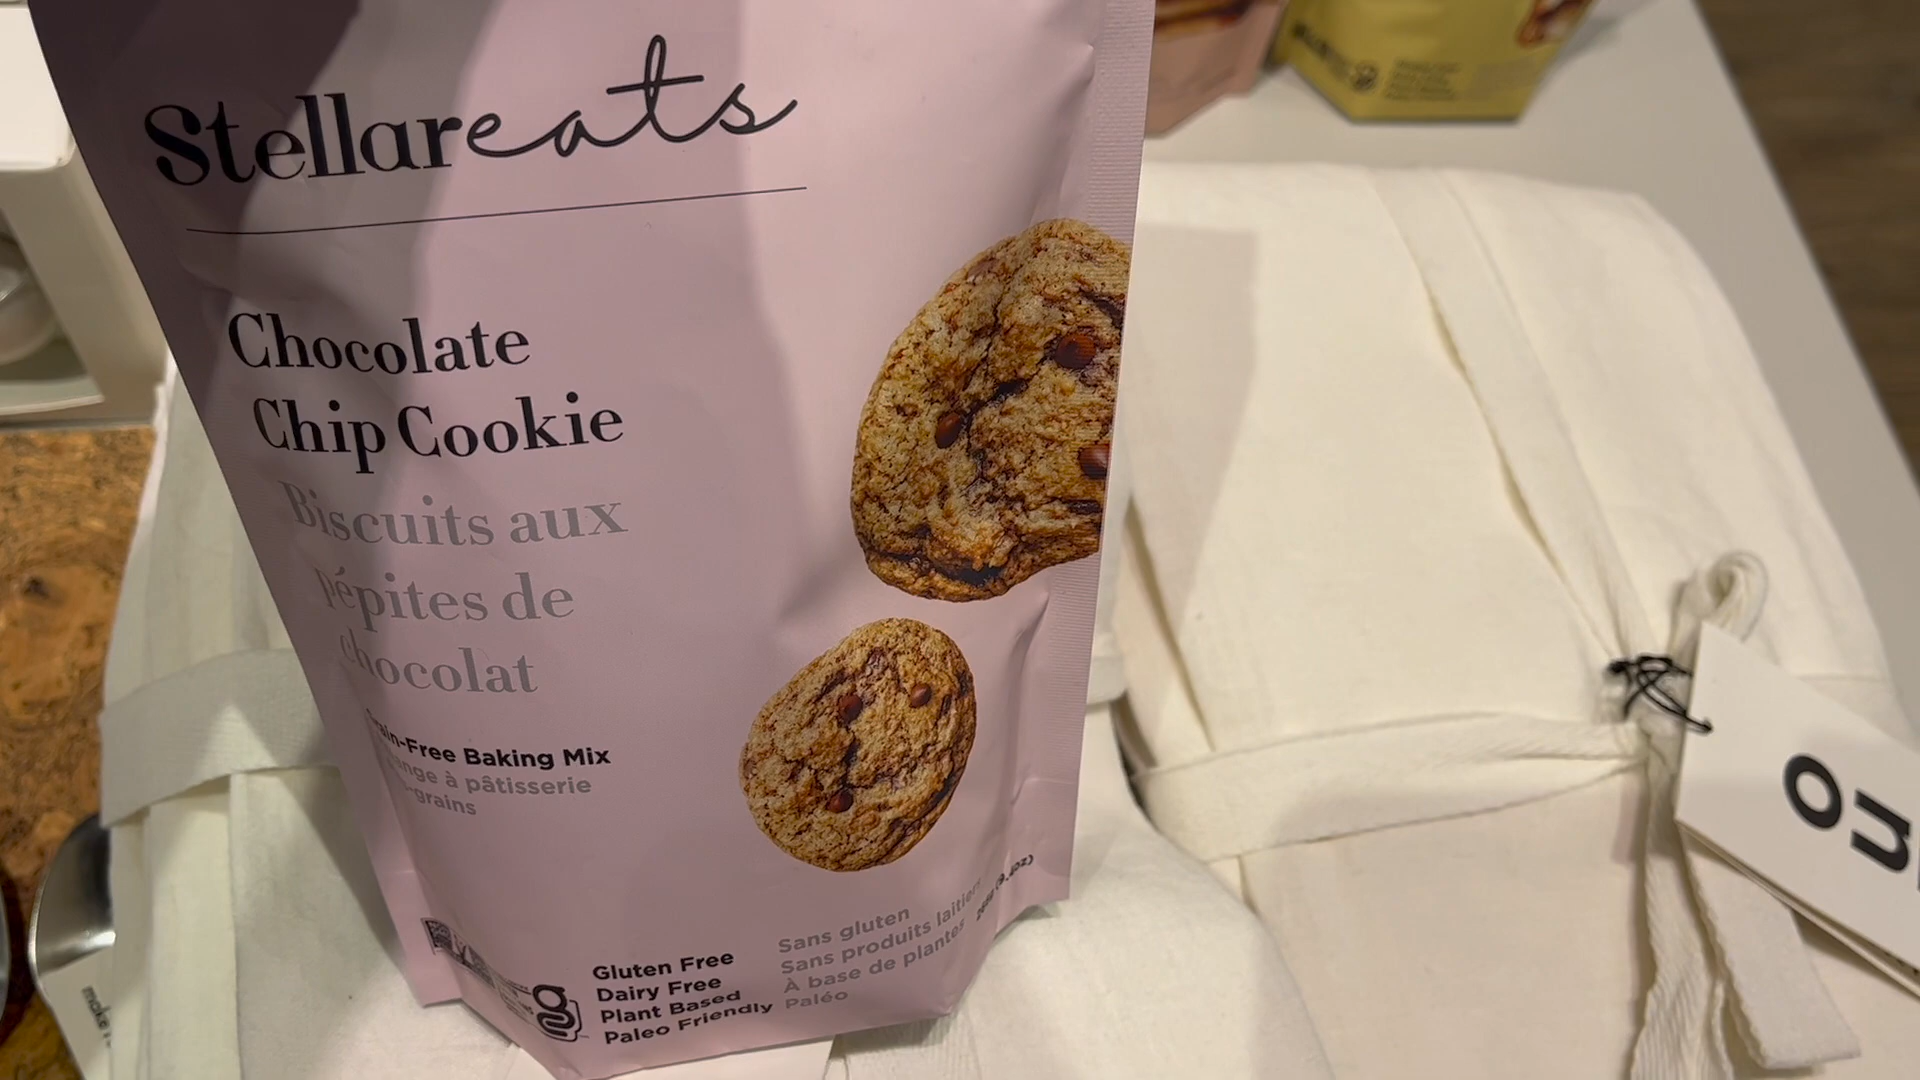 Stellareats
Chocolate
Chip Cookie
Biscuits aux
pépites de
chocolat
-Free Baking Mix
à pâtisserie
-grains
Gluten Free
Dairy Free
Plant Based
Paleo Friendly
Sans gluten
Sans produits laitiers
À base de plantes
Paléo
make